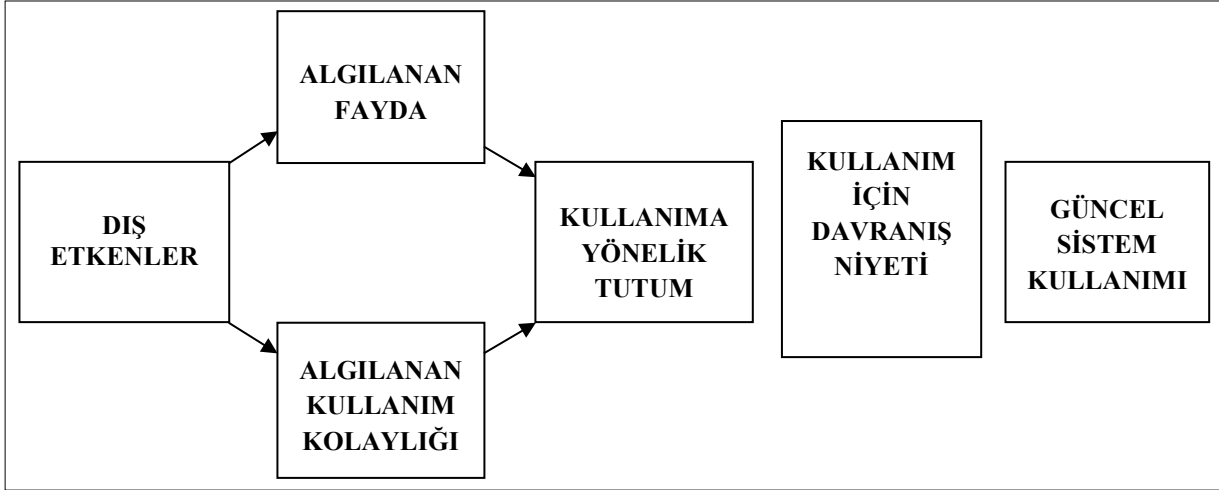 ALGILANAN
FAYDA
DIŞ
ETKENLER
ALGILANAN
KULLANIM
KOLAYLIĞI
KULLANIMA
YÖNELİK
TUTUM
KULLANIM
İÇİN
DAVRANIŞ
NİYETİ
GÜNCEL
SİSTEM
KULLANIMI